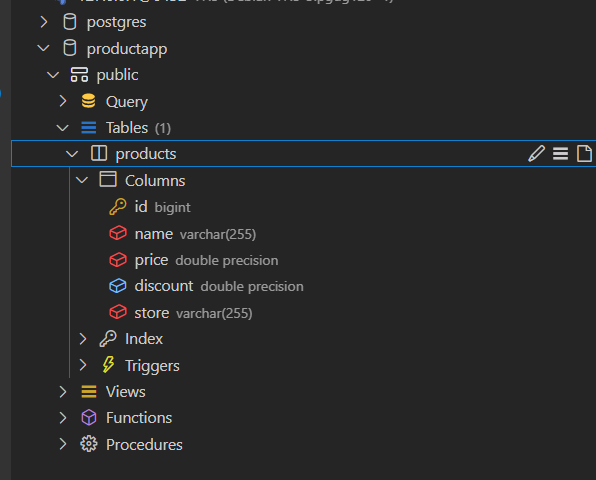 postgres
productapp
public
Query
Tables (1)
products
Columns
id bigint
name varchar(255)
price double precision
discount double precision
store varchar(255)
Index
Triggers
Views
Functions
Procedures